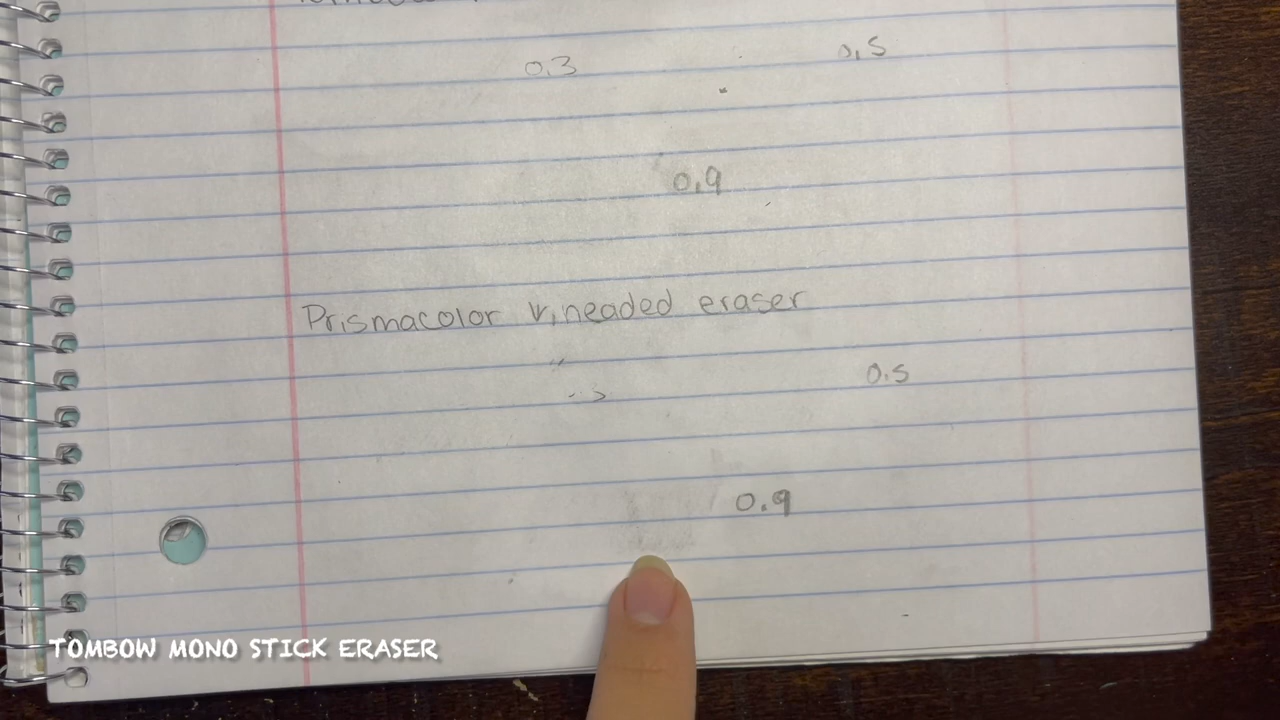 0.3 0.5
0.9
Prismacolor kneaded eraser
0.5
0.9
TOMBOW MONO STICK ERASER